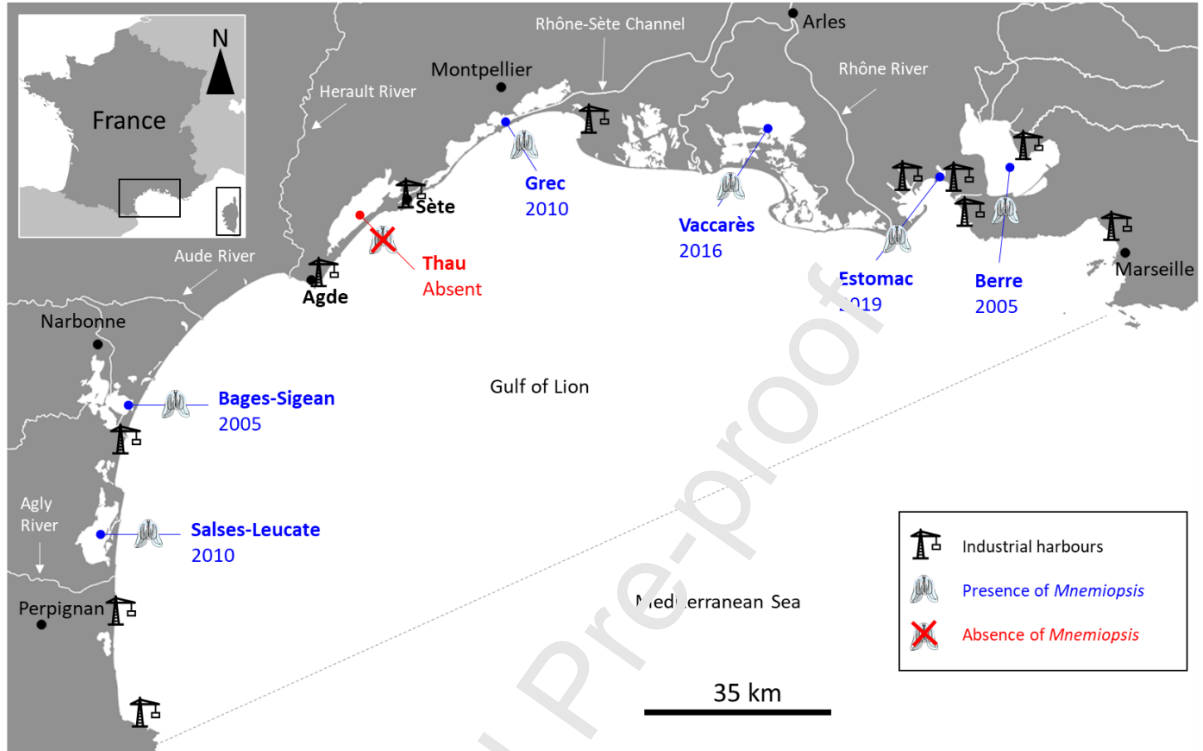 N
France
Rhône-Sète Channel
Arles
Montpellier
Rhône River
Herault River
Grec
2010
Sète
Vaccarès
2016
Aude River
Thau
Absent
Estomac
2019
Berre
2005
Marseille
Agde
Narbonne
Gulf of Lion
Bages-Sigean
2005
Agly
River
Salses-Leucate
2010
Perpignan
Mediterranean Sea
Industrial harbours
Presence of Mnemiopsis
Absence of Mnemiopsis
35 km
Pre-proof